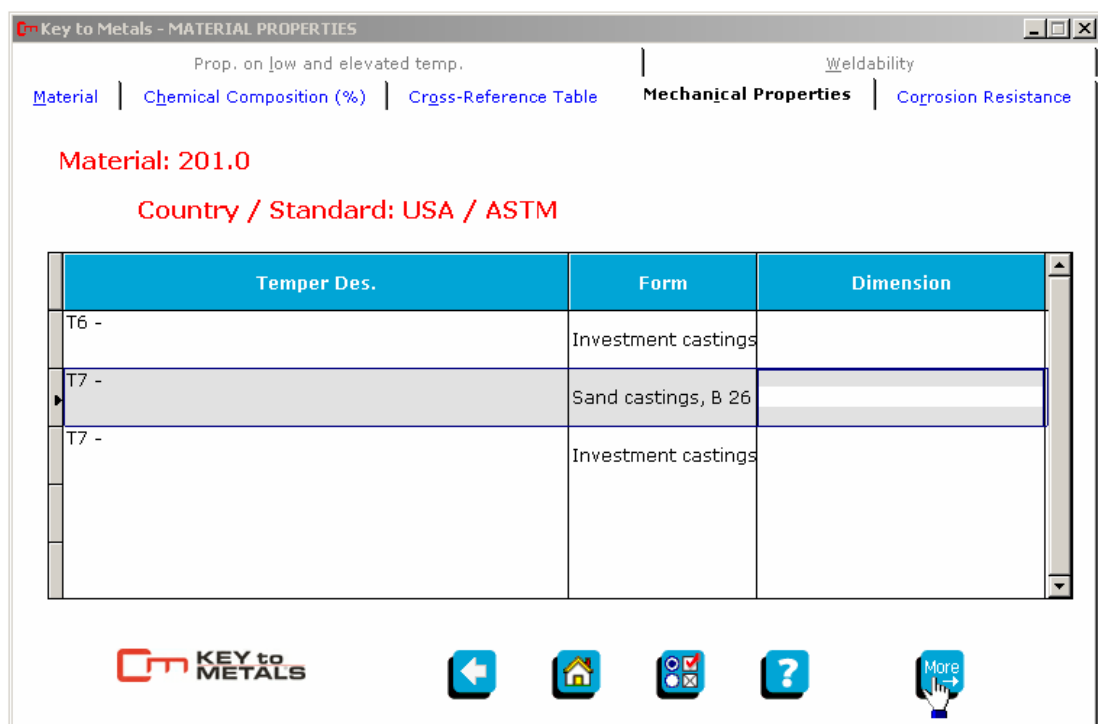 Key to Metals - MATERIAL PROPERTIES
Prop. on low and elevated temp.
Weldability
Material
Chemical Composition (%)
Cross-Reference Table
Mechanical Properties
Corrosion Resistance
Material: 201.0
Country / Standard: USA / ASTM
Temper Des.
Form
Dimension
T6 -
Investment castings
T7 -
Sand castings, B 26
T7 -
Investment castings
KEY to
METALS
?
More